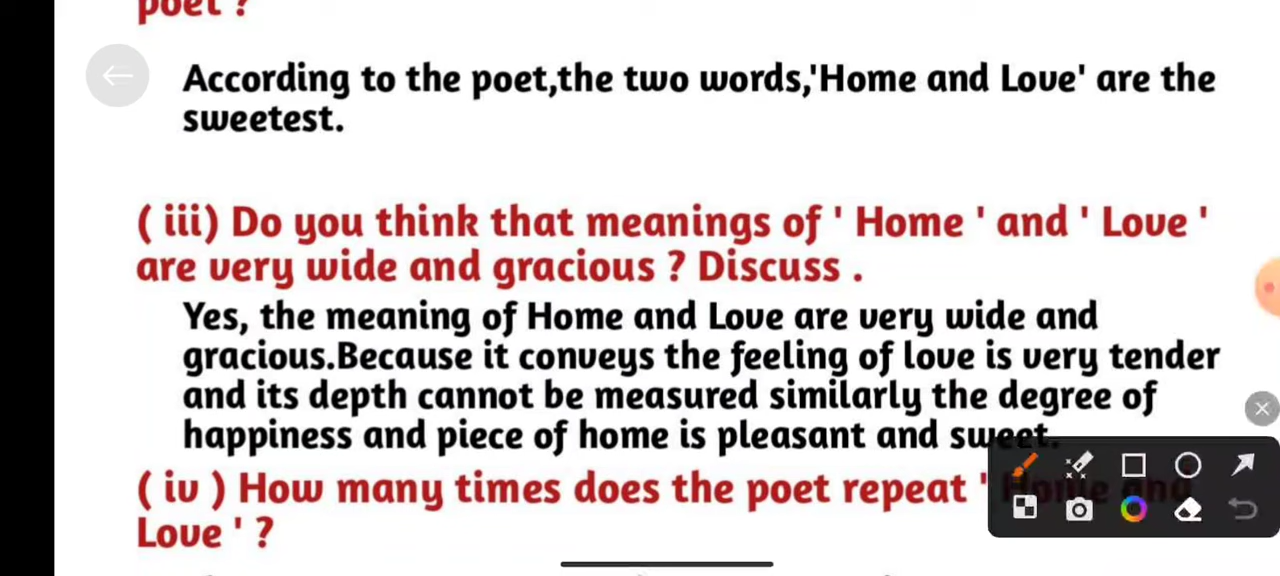 poet ?
According to the poet,the two words,'Home and Love' are the
sweetest.
( iii) Do you think that meanings of ' Home ' and ' Love '
are very wide and gracious ? Discuss .
Yes, the meaning of Home and Love are very wide and
gracious.Because it conveys the feeling of love is very tender
and its depth cannot be measured similarly the degree of
happiness and piece of home is pleasant and sweet.
( iv ) How many times does the poet repeat ' Home and
Love ' ?